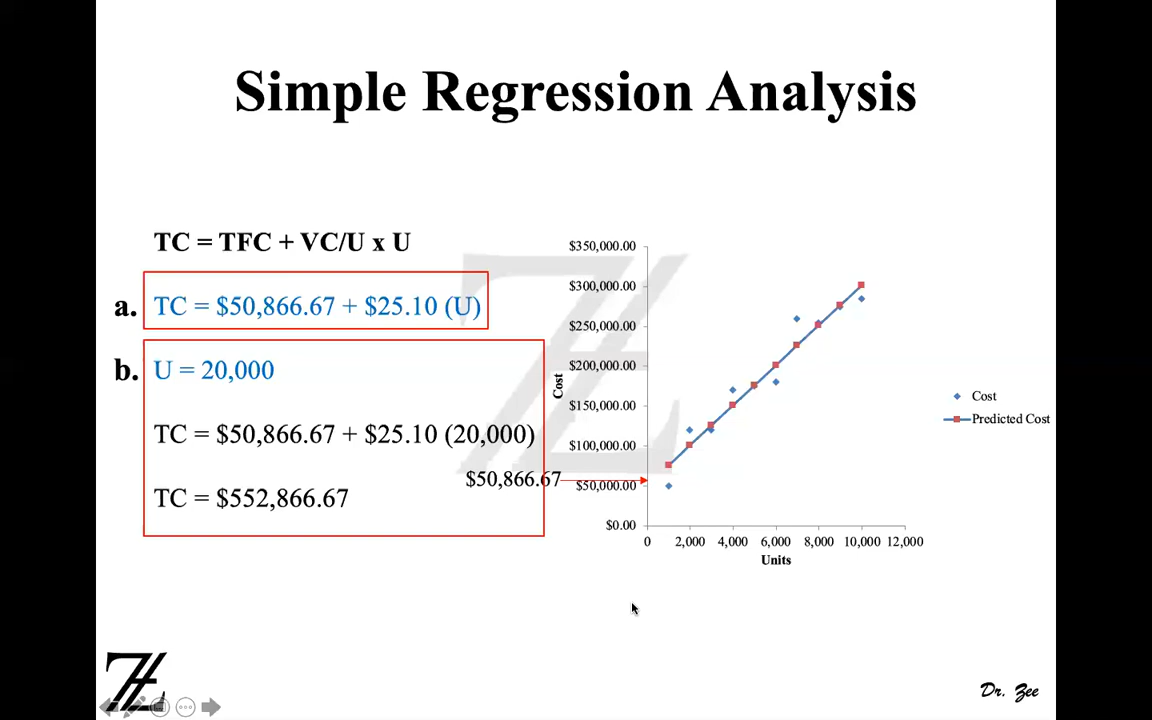 Simple Regression Analysis
TC = TFC + VC/U x U
a. TC = $50,866.67 + $25.10 (U)
b. U = 20,000
TC = $50,866.67 + $25.10 (20,000)
TC = $552,866.67
$50,866.67
$350,000.00
$300,000.00
$250,000.00
$200,000.00
$150,000.00
$100,000.00
$50,000.00
$0.00
Cost
0 2,000 4,000 6,000 8,000 10,000 12,000
Units
Cost
Predicted Cost
Dr. Zee